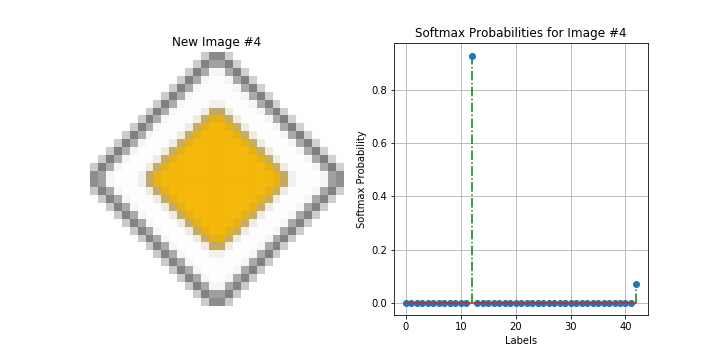 New Image #4
Softmax Probabilities for Image #4
Softmax Probability
0.8
0.6
0.4
0.2
0.0
0 10 20 30 40
Labels